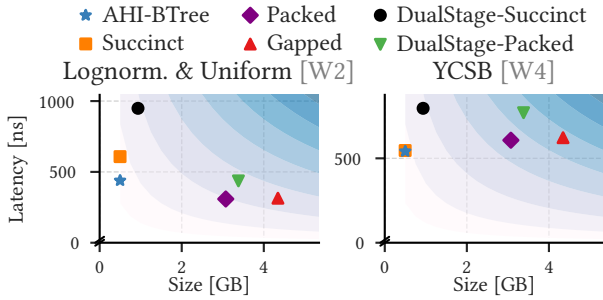 AHI-BTree Packed DualStage-Succinct
Succinct Gapped DualStage-Packed
Lognorm. & Uniform [W2] YCSB [W4]
Latency [ns]
1000
500
0
0 2 4
Size [GB]
500
0
0 2 4
Size [GB]